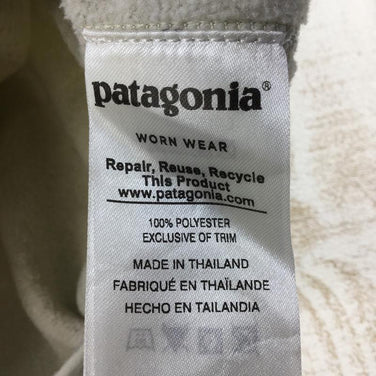 patagonia®
WORN WEAR
Repair, Reuse, Recycle
This Product
www.patagonia.com
100% POLYESTER
EXCLUSIVE OF TRIM
MADE IN THAILAND
FABRIQUÉ EN THAÏLANDE
HECHO EN TAILANDIA